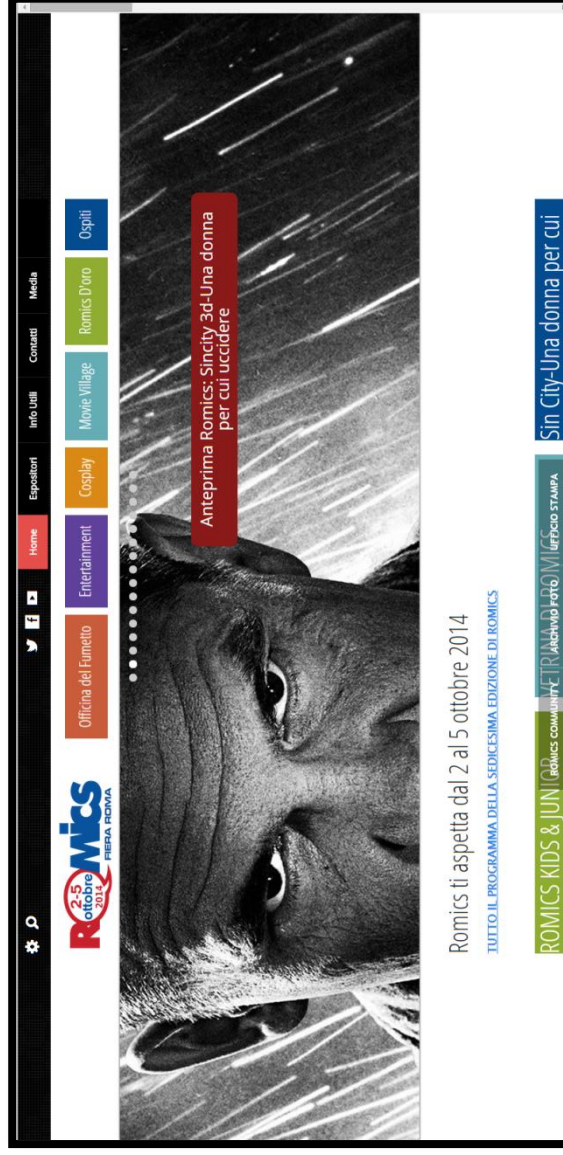 Home
Espositori
Info Utili
Contatti
Media
ROmics
2-5
ottobre
2014
FIERA ROMA
Officina del Fumetto
Entertainment
Cosplay
Movie Village
Romics D'oro
Ospiti
Anteprima Romics: Sincity 3d-Una donna
per cui uccidere
Romics ti aspetta dal 2 al 5 ottobre 2014
TUTTO IL PROGRAMMA DELLA SEDICESIMA EDIZIONE DI ROMICS
ROMICS KIDS & JUNIOR
VETRINA DI ROMICS
Sin City-Una donna per cui
ROMICS COMMUNITY
ARCHIVIO FOTO
UFFICIO STAMPA